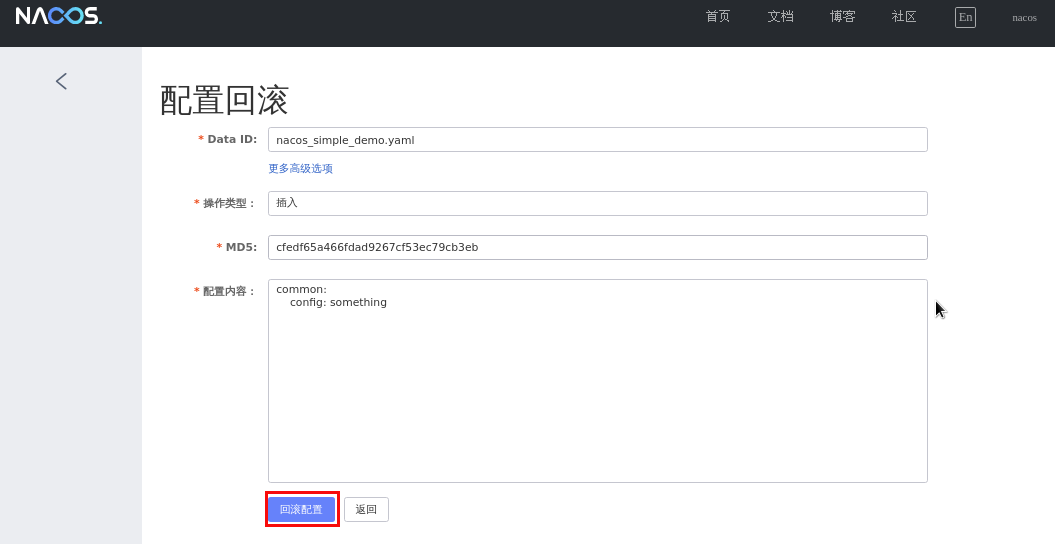 NACOS. 首页 文档 博客 社区 En nacos
配置回滚
* Data ID: nacos_simple_demo.yaml
更多高级选项
* 操作类型： 插入
* MD5: cfedf65a466fdad9267cf53ec79cb3eb
* 配置内容： common:
config: something
回滚配置 返回